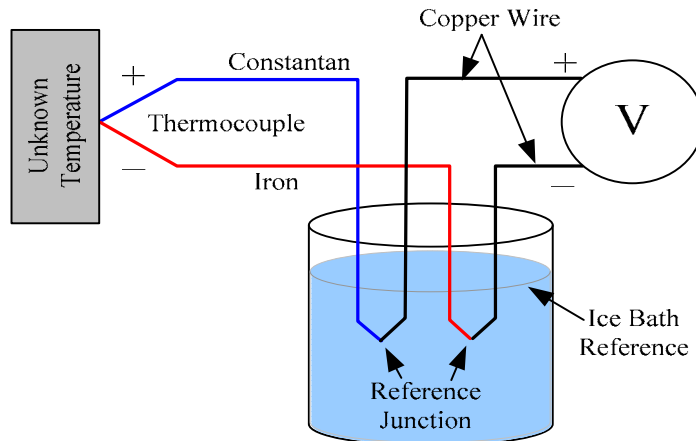 Copper Wire
+
Constantan
+
Unknown
Temperature
Thermocouple
V
—
Iron
—
Ice Bath
Reference
Reference
Junction